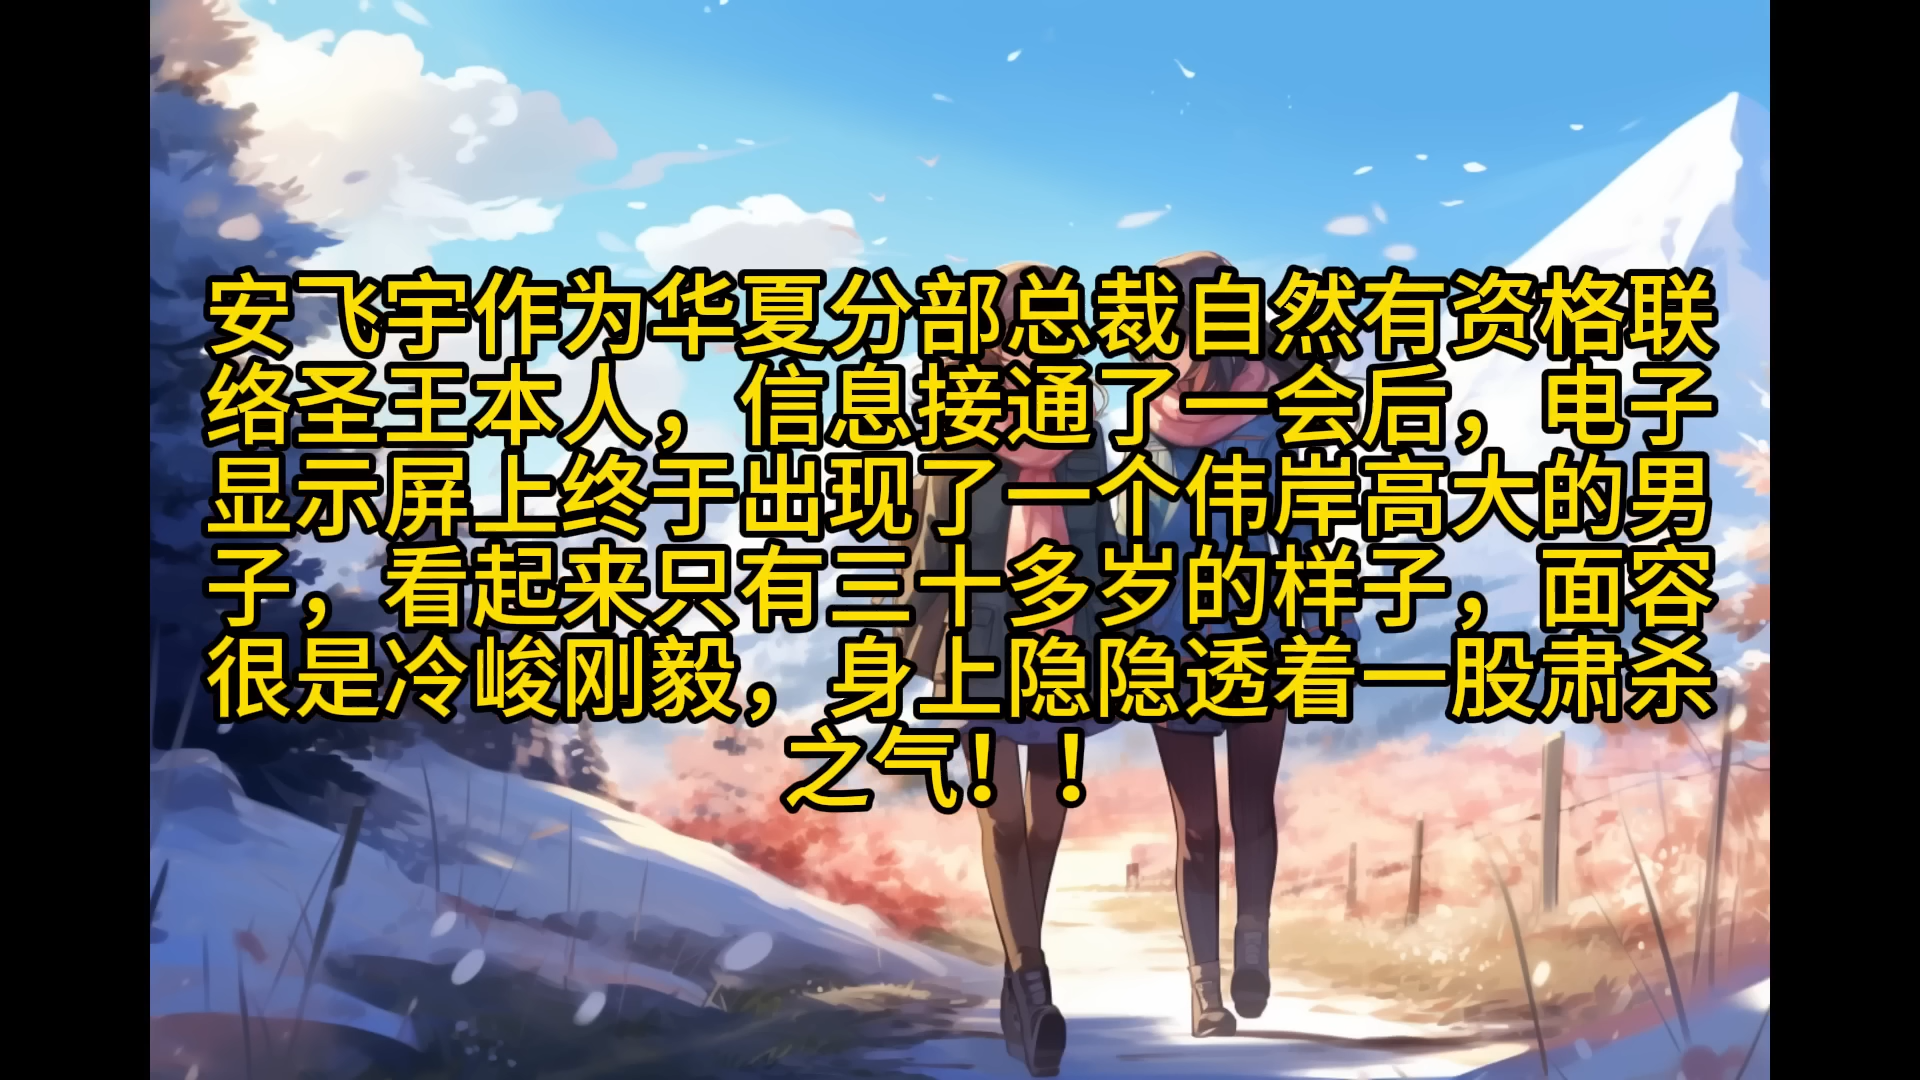 安飞宇作为华夏分部总裁自然有资格联
络圣王本人，信息接通了一会后，电子
显示屏上终于出现了一个伟岸高大的男
子，看起来只有三十多岁的样子，面容
很是冷峻刚毅，身上隐隐透着一股肃杀
之气！！